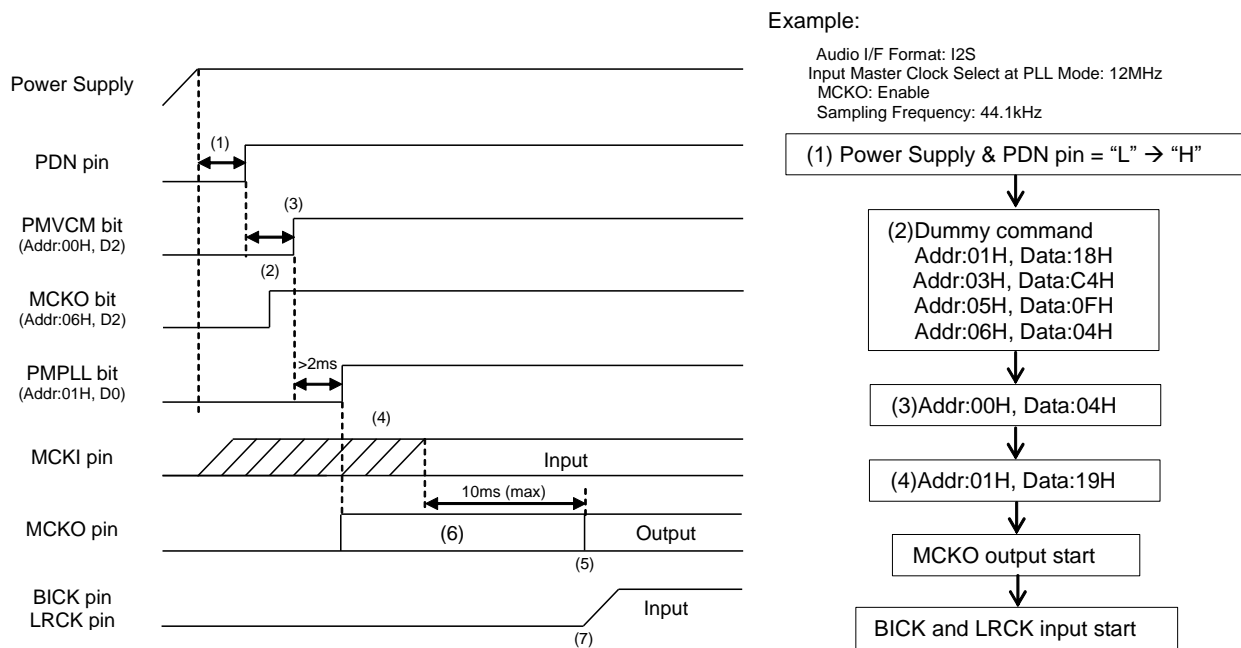 Example:
Audio I/F Format: I2S
Input Master Clock Select at PLL Mode: 12MHz
MCKO: Enable
Sampling Frequency: 44.1kHz
Power Supply
(1)
PDN pin
(3)
PMVCM bit
(Addr:00H, D2)
(2)
MCKO bit
(Addr:06H, D2)
>2ms
PMPLL bit
(Addr:01H, D0)
(4)
MCKI pin
Input
10ms (max)
MCKO pin
(6)
Output
(5)
BICK pin
LRCK pin
Input
(7)
(1) Power Supply & PDN pin = “L” → “H”
(2)Dummy command
Addr:01H, Data:18H
Addr:03H, Data:C4H
Addr:05H, Data:0FH
Addr:06H, Data:04H
(3)Addr:00H, Data:04H
(4)Addr:01H, Data:19H
MCKO output start
BICK and LRCK input start